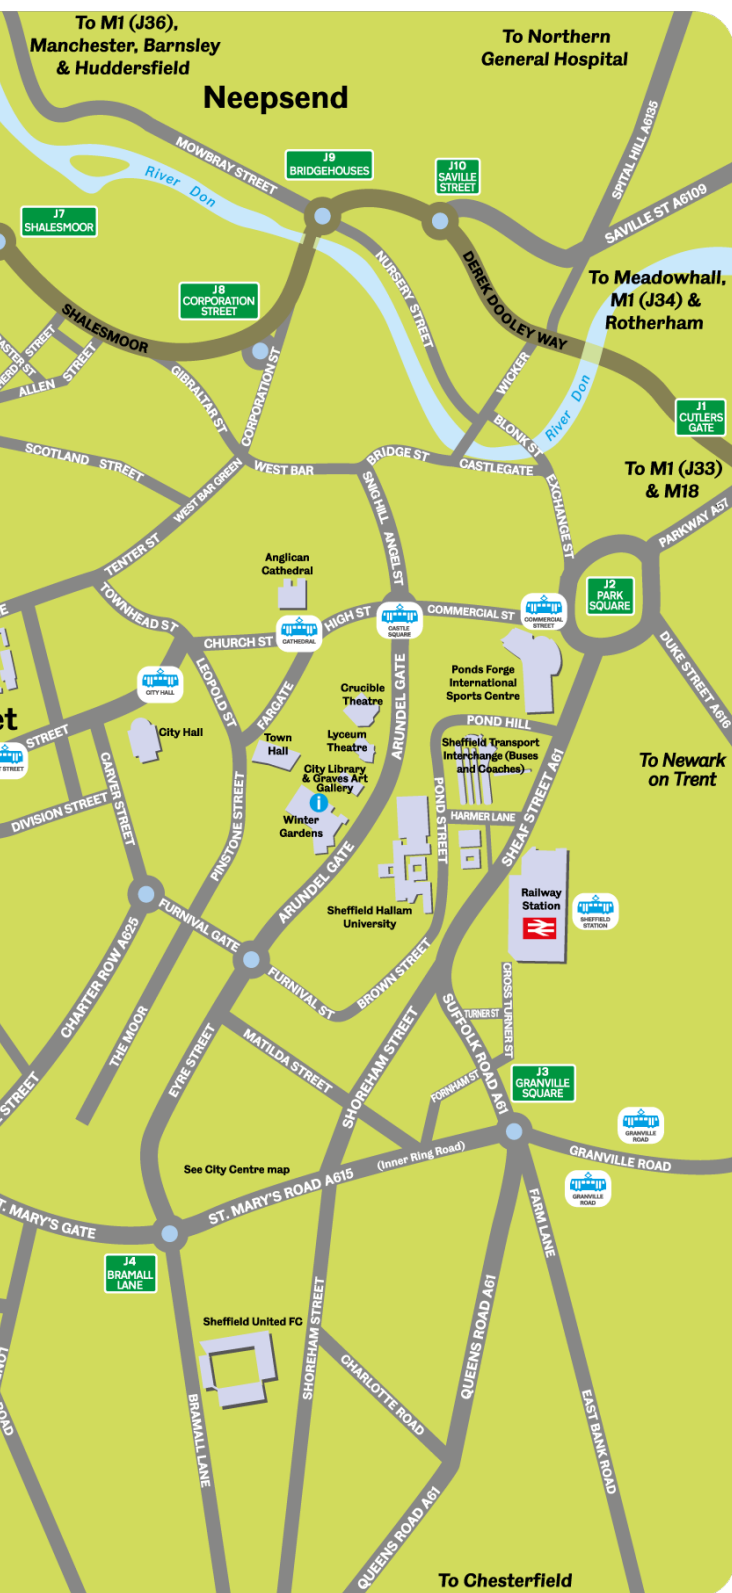 To M1 (J36),
Manchester, Barnsley
& Huddersfield
To Northern
General Hospital
Neepsend
SPITAL HILL A6135
MOWBRAY STREET
J9
BRIDGEHOUSES
J10
SAVILLE
STREET
River Don
SAVILLE ST A6109
J7
SHALESMOOR
NURSERY STREET
DEREK DOOLEY WAY
To Meadowhall,
M1 (J34) &
Rotherham
J8
CORPORATION
STREET
SHALESMOOR
STREET
ALLEN STREET
GIBRALTAR ST
CORPORATION ST
WICKER
River Don
J1
CUTLERS
GATE
BLONK ST
SCOTLAND STREET
WEST BAR GREEN
WEST BAR
BRIDGE ST
CASTLEGATE
To M1 (J33)
& M18
SNIG HILL
EXCHANGE ST
PARKWAY A57
TENTER ST
ANGEL ST
Anglican
Cathedral
J2
PARK
SQUARE
TOWNHEAD ST
CHURCH ST
CATHEDRAL
HIGH ST
CASTLE
SQUARE
COMMERCIAL ST
COMMERCIAL
STREET
DUKE STREET A616
LEOPOLD ST
CITY HALL
FARGATE
Crucible
Theatre
ARUNDEL GATE
Ponds Forge
International
Sports Centre
et
STREET
City Hall
Town
Hall
Lyceum
Theatre
POND HILL
Sheffield Transport
Interchange (Buses
and Coaches)
T STREET
CARVER STREET
City Library
& Graves Art
Gallery
i
Winter
Gardens
To Newark
on Trent
DIVISION STREET
PINSTONE STREET
POND STREET
HARMER LANE
SHEAF STREET A61
ARUNDEL GATE
Sheffield Hallam
University
Railway
Station
SHEFFIELD
STATION
FURNIVAL GATE
CHARTER ROW A625
FURNIVAL ST
BROWN STREET
THE MOOR
EYRE STREET
MATILDA STREET
SHOREHAM STREET
SUFFOLK ROAD A61
TURNER ST
CROSS TURNER ST
FORNHAM ST
STREET
J3
GRANVILLE
SQUARE
GRANVILLE
ROAD
GRANVILLE ROAD
GRANVILLE
ROAD
See City Centre map
(Inner Ring Road)
ST. MARY'S ROAD A615
T. MARY'S GATE
J4
BRAMALL
LANE
FARM LANE
Sheffield United FC
SHOREHAM STREET
QUEENS ROAD A61
CHARLOTTE ROAD
BRAMALL LANE
EAST BANK ROAD
OAD
QUEENS ROAD A61
To Chesterfield